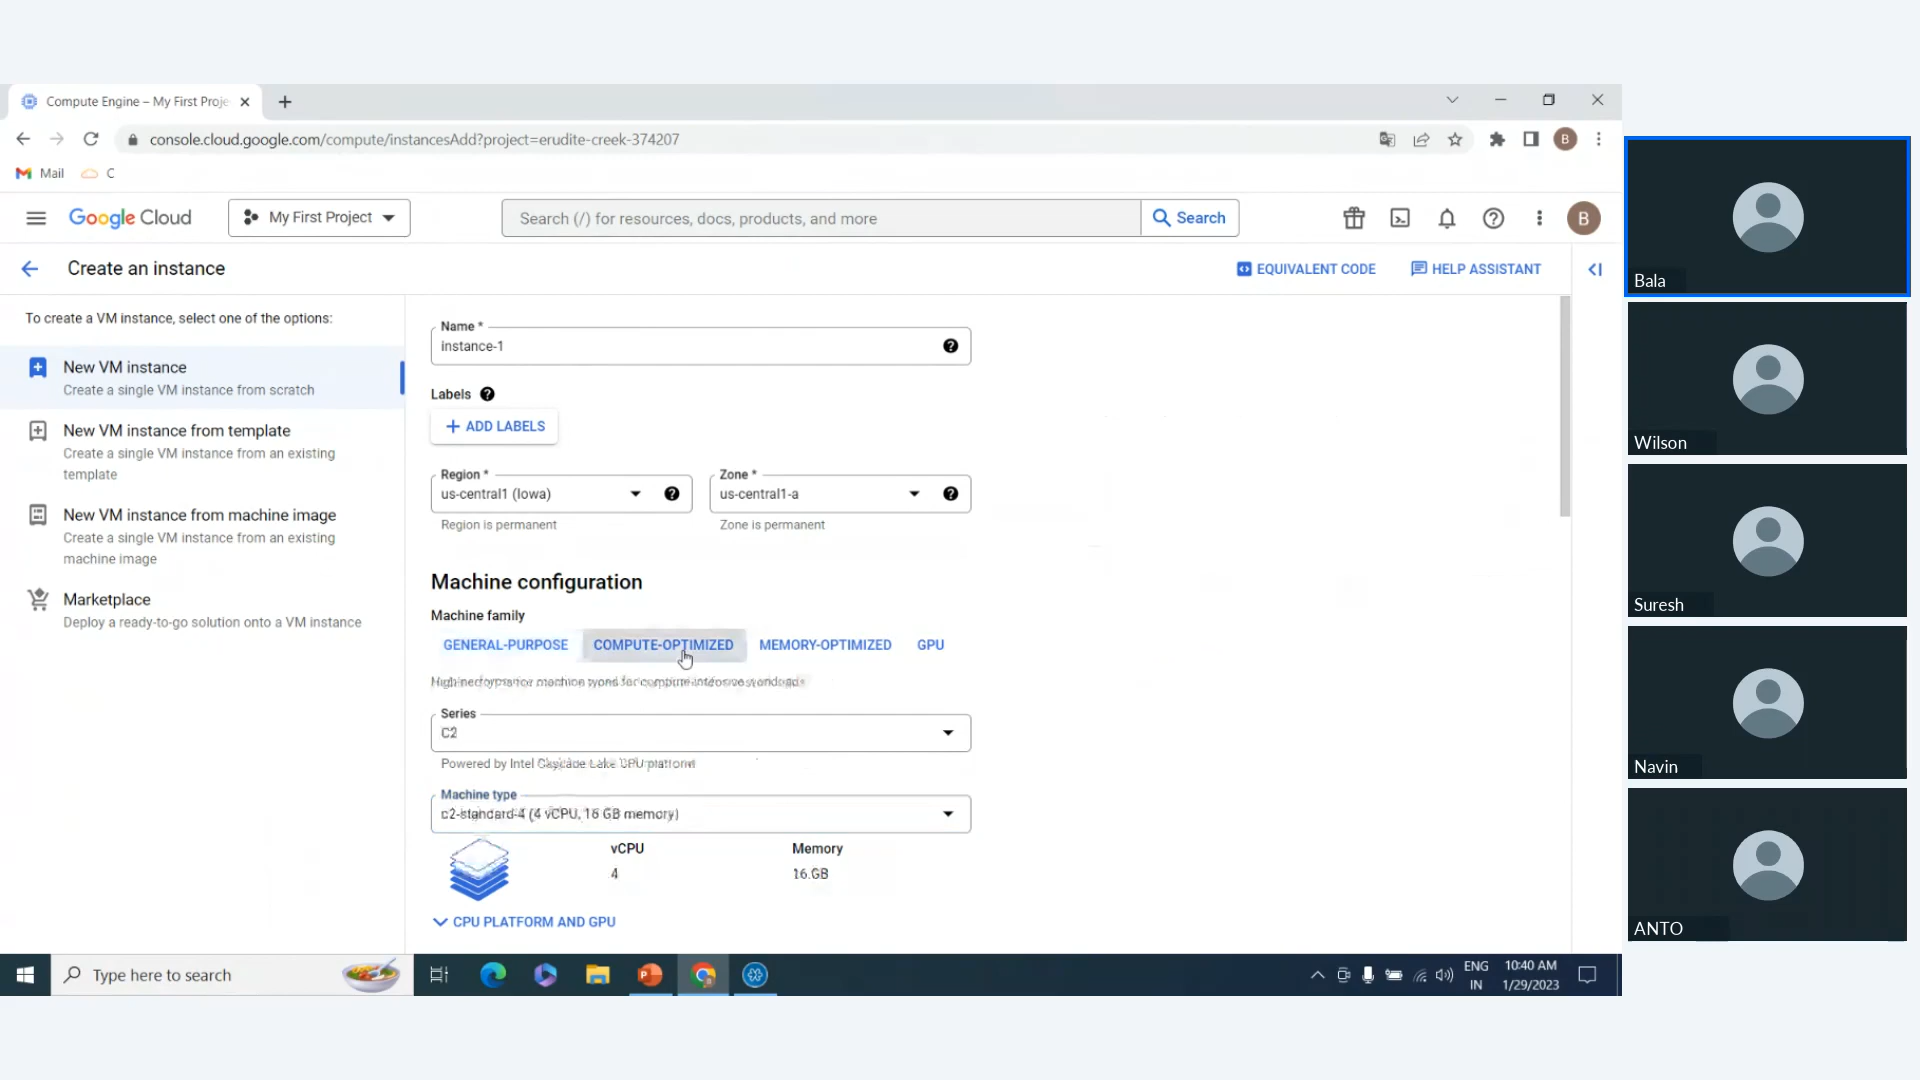 Compute Engine – My First Proje
console.cloud.google.com/compute/instancesAdd?project=erudite-creek-374207
B
Mail
C
Google Cloud
My First Project
Search (/) for resources, docs, products, and more
Search
B
Create an instance
EQUIVALENT CODE
HELP ASSISTANT
To create a VM instance, select one of the options:
New VM instance
Create a single VM instance from scratch
New VM instance from template
Create a single VM instance from an existing
template
New VM instance from machine image
Create a single VM instance from an existing
machine image
Marketplace
Deploy a ready-to-go solution onto a VM instance
Name *
instance-1
Labels
ADD LABELS
Region *
us-central1 (Iowa)
Region is permanent
Zone *
us-central1-a
Zone is permanent
Machine configuration
Machine family
GENERAL-PURPOSE
COMPUTE-OPTIMIZED
MEMORY-OPTIMIZED
GPU
High-performance machine types for compute-intensive workloads
Series
C2
Powered by Intel Cascade Lake CPU platform
Machine type
c2-standard-4 (4 vCPU, 16 GB memory)
vCPU
4
Memory
16 GB
CPU PLATFORM AND GPU
Type here to search
ENG
IN
10:40 AM
1/29/2023
Bala
Wilson
Suresh
Navin
ANTO